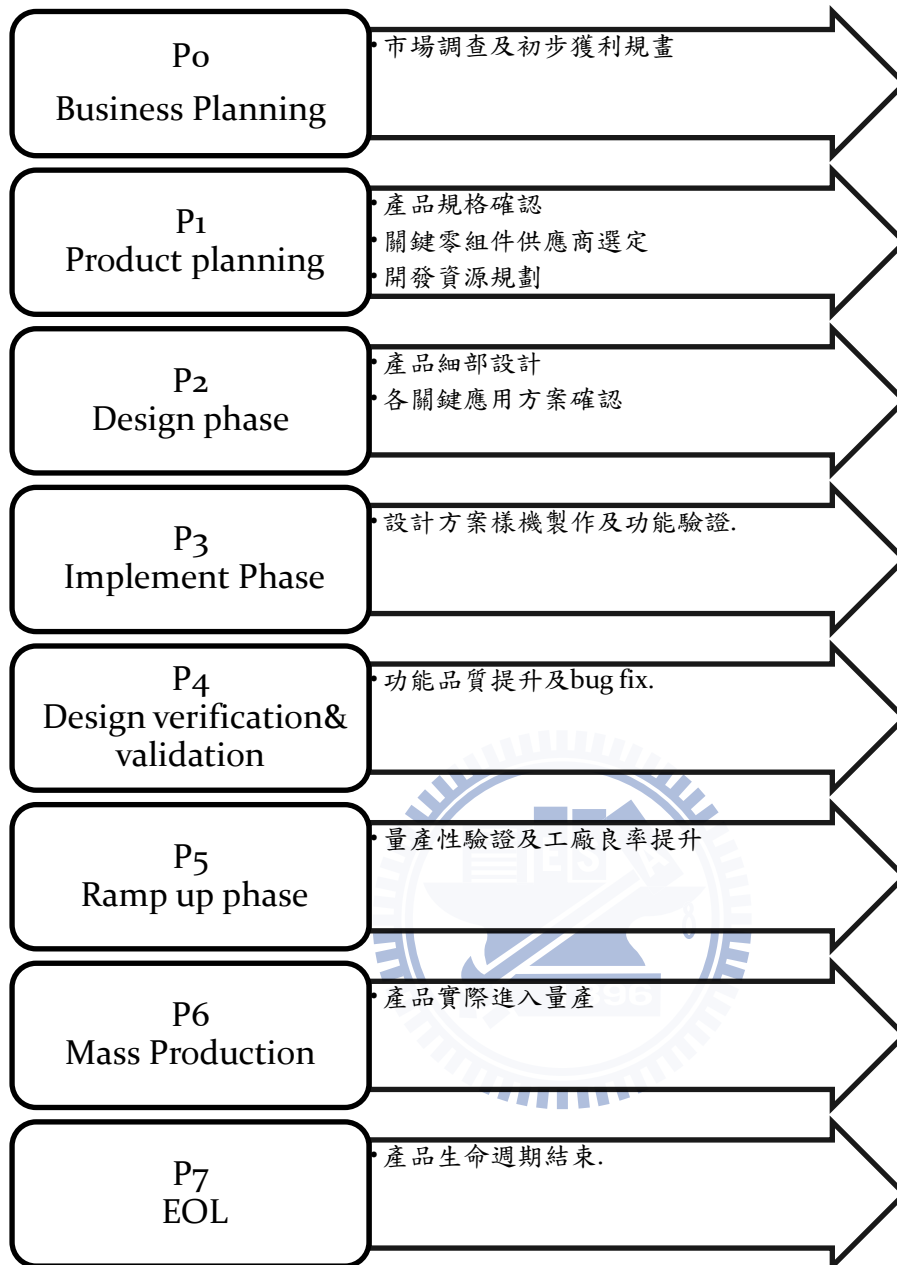 P0
Business Planning
•市場調查及初步獲利規畫
P1
Product planning
•產品規格確認
•關鍵零組件供應商選定
•開發資源規劃
P2
Design phase
•產品細部設計
•各關鍵應用方案確認
P3
Implement Phase
•設計方案樣機製作及功能驗證.
P4
Design verification&
validation
•功能品質提升及bug fix.
P5
Ramp up phase
•量產性驗證及工廠良率提升
P6
Mass Production
•產品實際進入量產
P7
EOL
•產品生命週期結束.